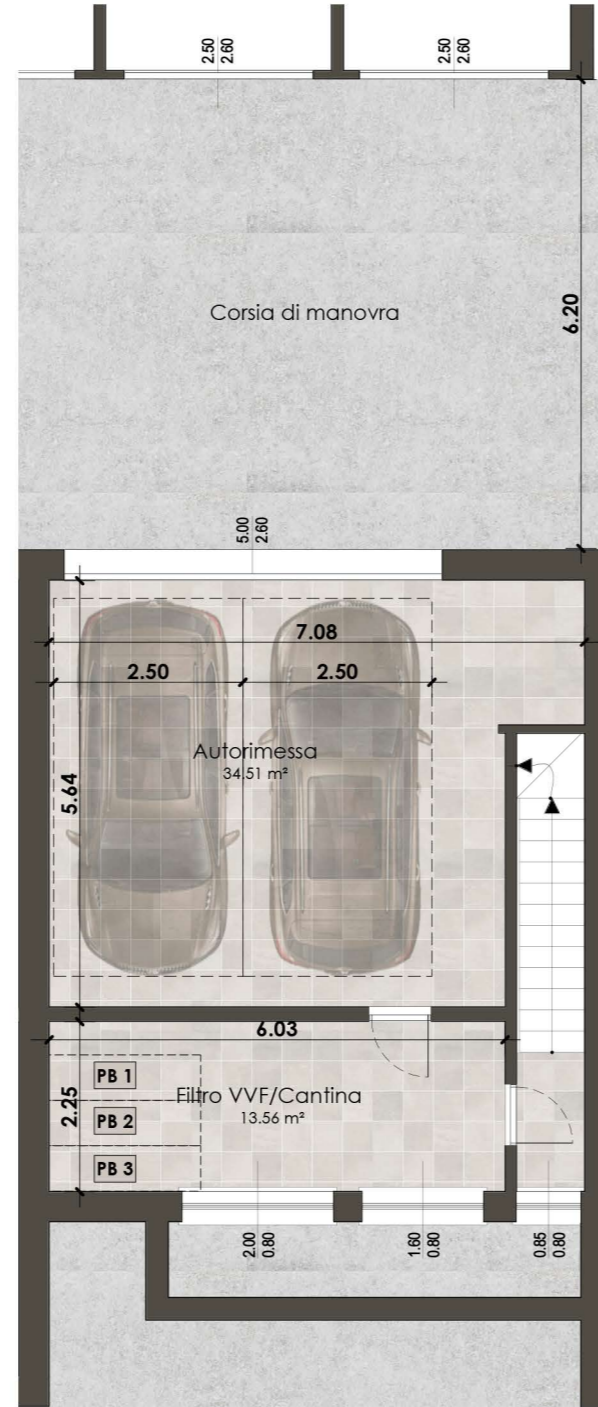 2.50
2.60
2.50
2.60
Corsia di manovra
6.20
5.00
2.60
7.08
2.50
2.50
Autorimessa
34.51 m²
5.64
6.03
PB 1
Filtro VVF/Cantina
2.25
PB 2
13.56 m²
PB 3
2.00
0.80
1.60
0.80
0.85
0.80